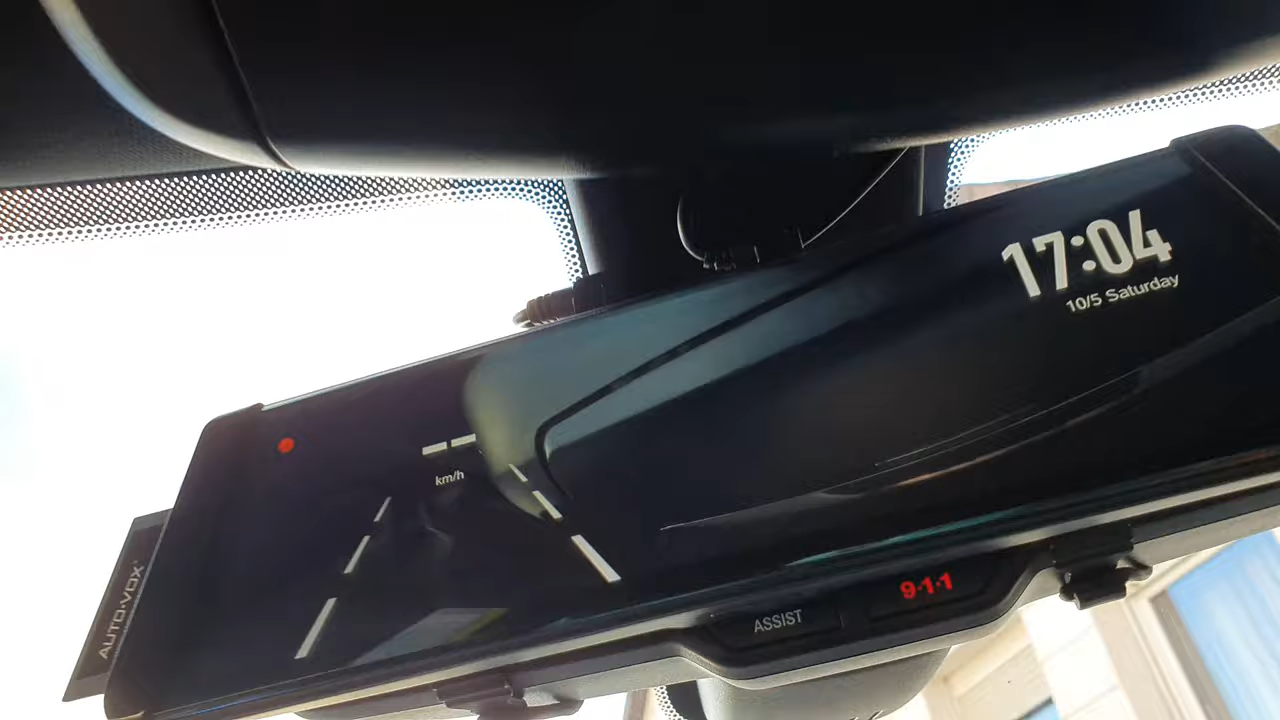 17:04
10/5 Saturday
-- km/h
AUTO-VOX®
ASSIST
9-1-1